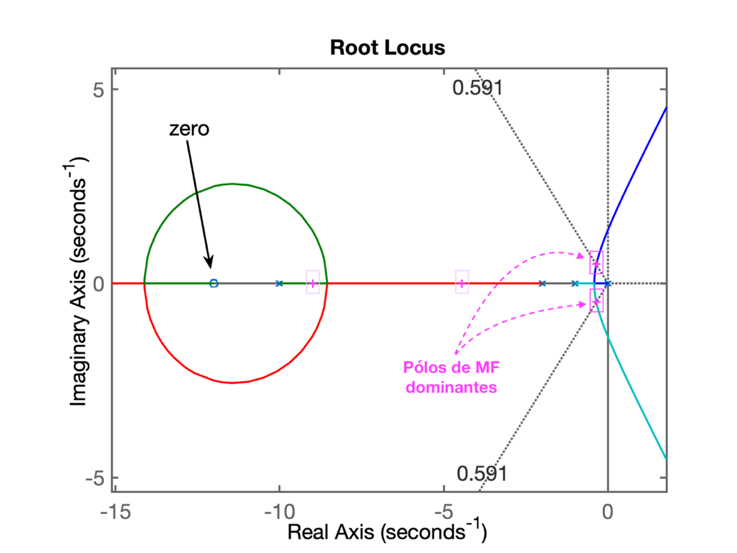 Root Locus
0.591
5
zero
0
Pólos de MF
dominantes
0.591
-5
-15
-10
-5
0
Imaginary Axis (seconds⁻¹)
Real Axis (seconds⁻¹)